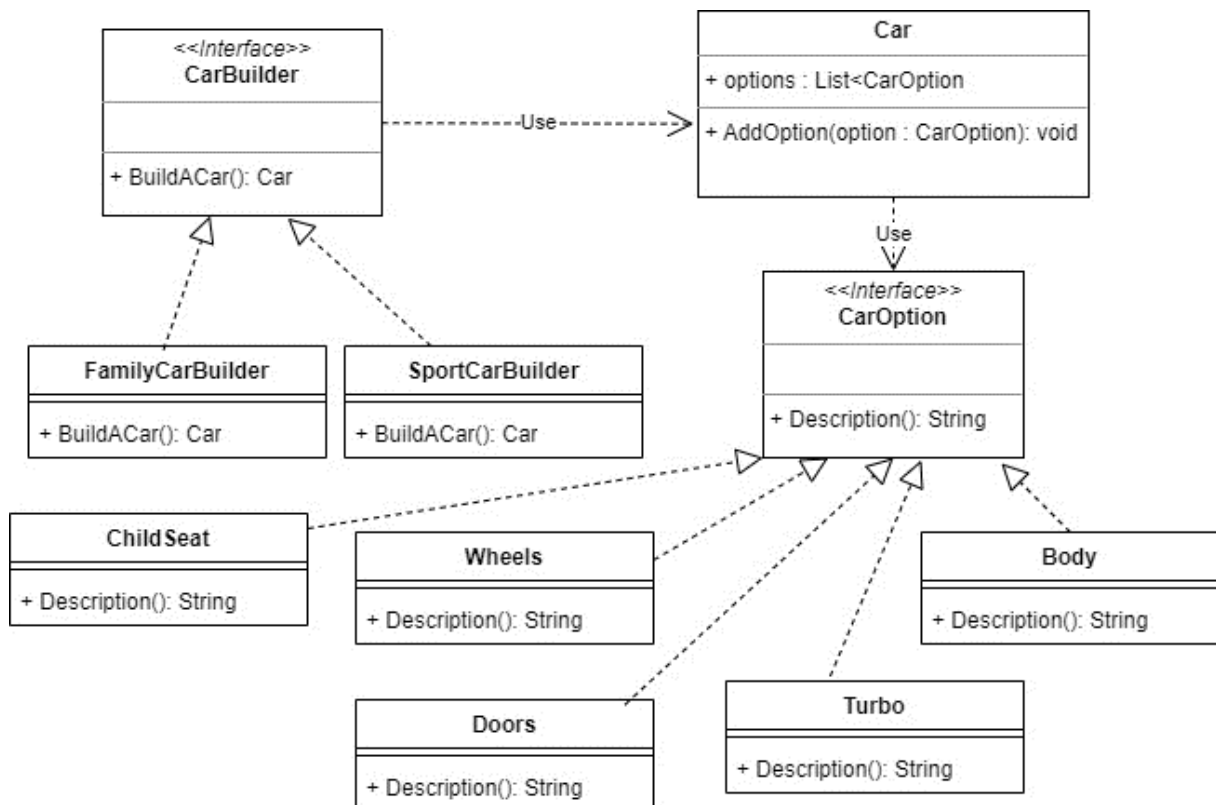 <<Interface>>
CarBuilder
+ BuildACar(): Car
Use
Car
+ options : List<CarOption
+ AddOption(option : CarOption): void
Use
<<Interface>>
CarOption
+ Description(): String
FamilyCarBuilder
+ BuildACar(): Car
SportCarBuilder
+ BuildACar(): Car
ChildSeat
+ Description(): String
Wheels
+ Description(): String
Body
+ Description(): String
Doors
+ Description(): String
Turbo
+ Description(): String